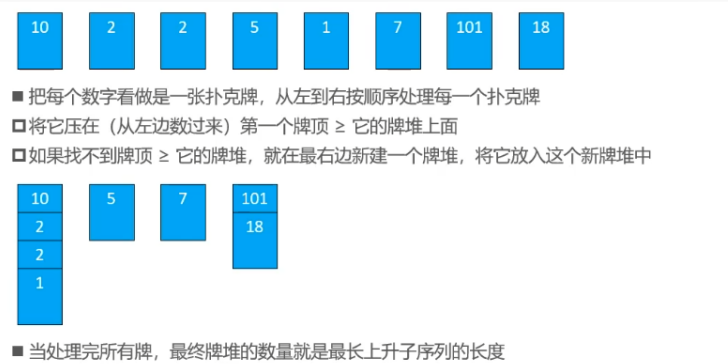 10 2 2 5 1 7 101 18
■ 把每个数字看做是一张扑克牌，从左到右按顺序处理每一个扑克牌
□ 将它压在（从左边数过来）第一个牌顶 ≥ 它的牌堆上面
□ 如果找不到牌顶 ≥ 它的牌堆，就在最右边新建一个牌堆，将它放入这个新牌堆中
10 5 7 101
2 18
2
1
■ 当处理完所有牌，最终牌堆的数量就是最长上升子序列的长度